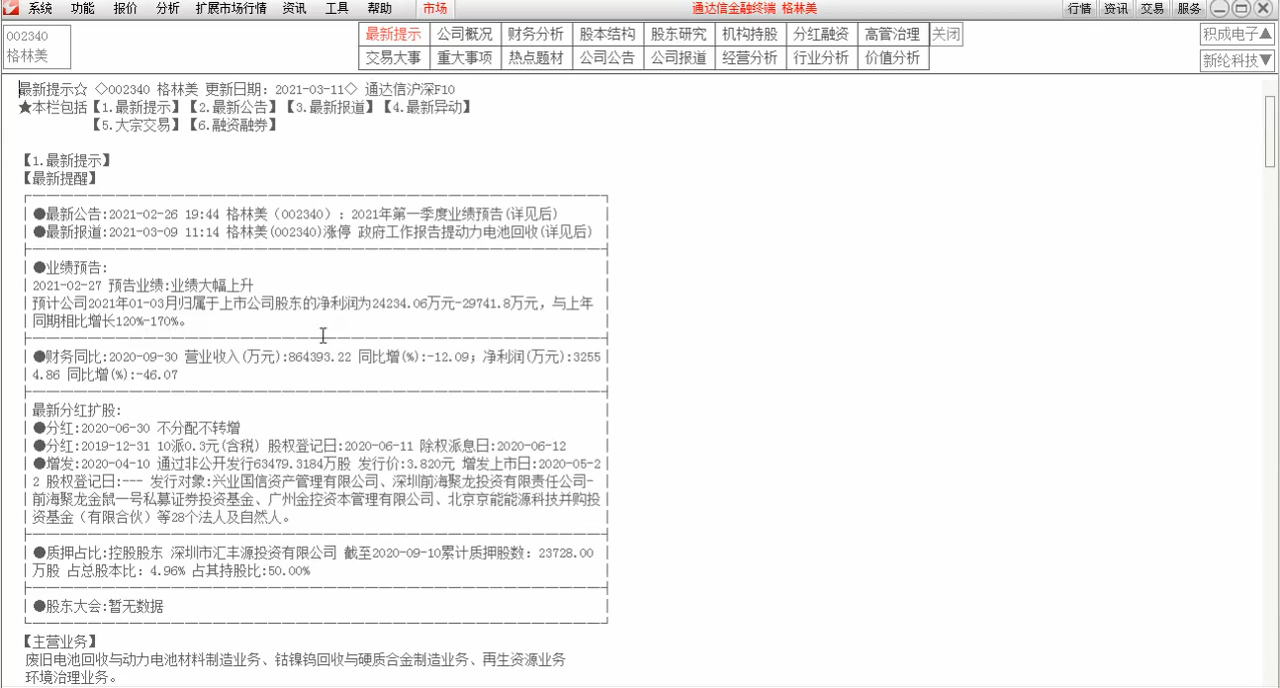 系统 功能 报价 分析 扩展市场行情 资讯 工具 帮助 市场 通达信金融终端 格林美 行情 资讯 交易 服务
002340
格林美
最新提示 公司概况 财务分析 股本结构 股东研究 机构持股 分红融资 高管治理 关闭
交易大事 重大事项 热点题材 公司公告 公司报道 经营分析 行业分析 价值分析
积成电子▲
新纶科技▼
最新提示☆ ◇002340 格林美 更新日期：2021-03-11◇ 通达信沪深F10
★本栏包括【1.最新提示】【2.最新公告】【3.最新报道】【4.最新异动】
【5.大宗交易】【6.融资融券】
【1.最新提示】
【最新提醒】
●最新公告:2021-02-26 19:44 格林美（002340）：2021年第一季度业绩预告(详见后)
●最新报道:2021-03-09 11:14 格林美(002340)涨停 政府工作报告提动力电池回收(详见后)
●业绩预告:
2021-02-27 预告业绩:业绩大幅上升
预计公司2021年01-03月归属于上市公司股东的净利润为24234.06万元-29741.8万元，与上年
同期相比增长120%-170%。
●财务同比:2020-09-30 营业收入(万元):864393.22 同比增(%):-12.09；净利润(万元):3255
4.86 同比增(%):-46.07
最新分红扩股:
●分红:2020-06-30 不分配不转增
●分红:2019-12-31 10派0.3元(含税) 股权登记日:2020-06-11 除权派息日:2020-06-12
●增发:2020-04-10 通过非公开发行63479.3184万股 发行价:3.820元 增发上市日:2020-05-2
2 股权登记日:--- 发行对象:兴业国信资产管理有限公司、深圳前海聚龙投资有限责任公司-
前海聚龙金鼠一号私募证券投资基金、广州金控资本管理有限公司、北京京能能源科技并购投
资基金（有限合伙）等28个法人及自然人。
●质押占比:控股股东 深圳市汇丰源投资有限公司 截至2020-09-10累计质押股数：23728.00
万股 占总股本比：4.96% 占其持股比:50.00%
●股东大会:暂无数据
【主营业务】
废旧电池回收与动力电池材料制造业务、钴镍钨回收与硬质合金制造业务、再生资源业务
环境治理业务。